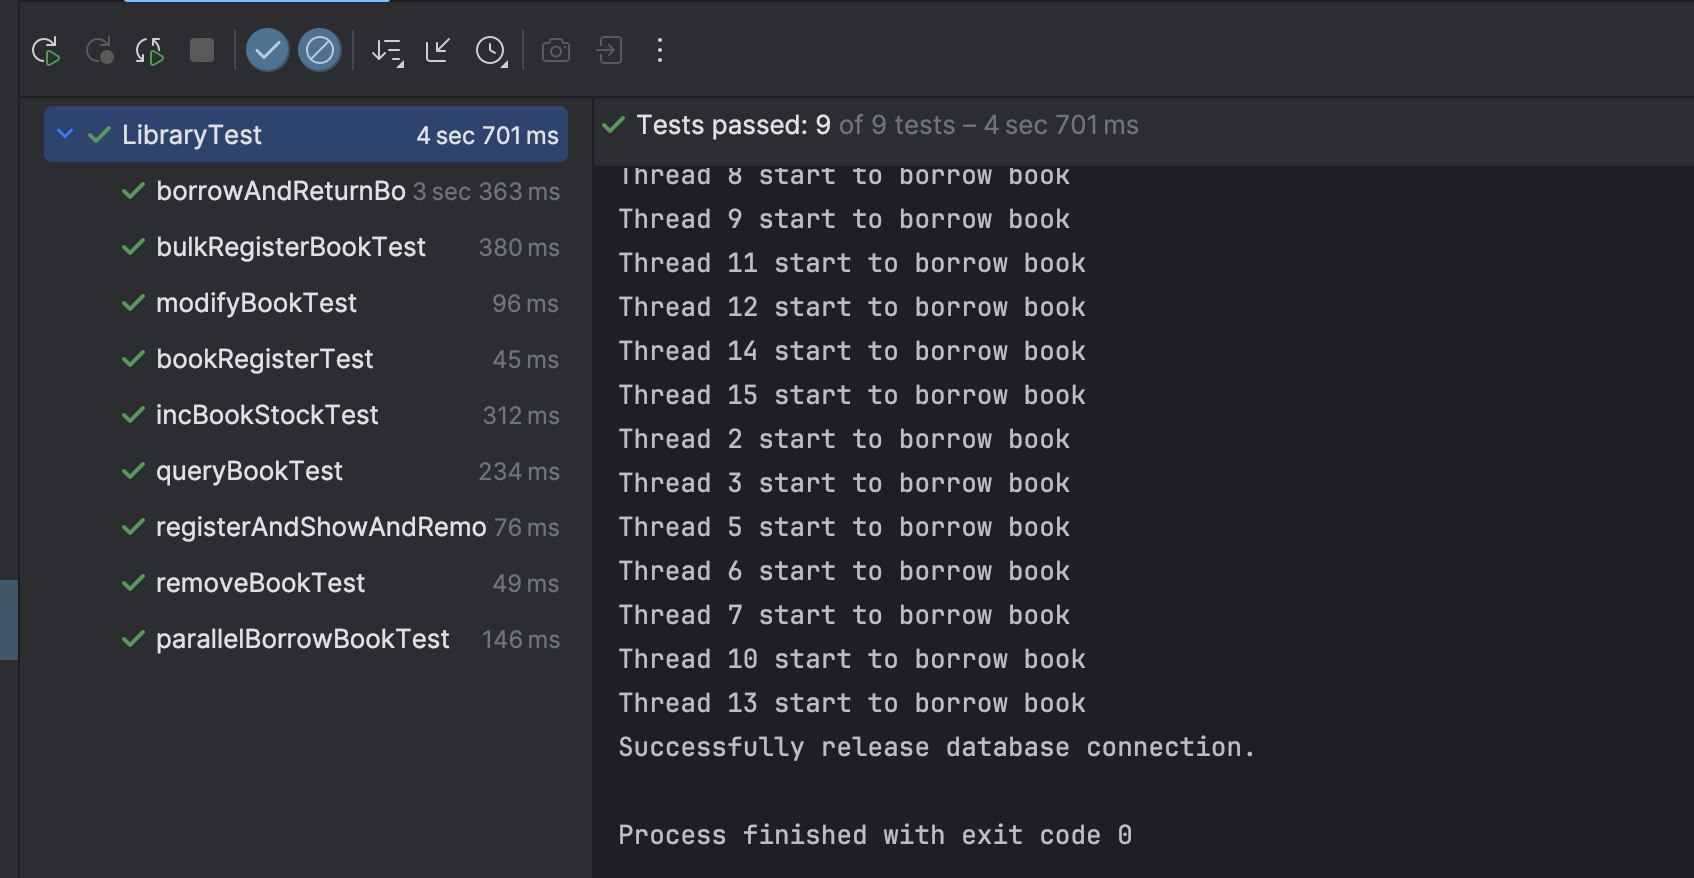 LibraryTest 4 sec 701 ms
borrowAndReturnBo 3 sec 363 ms
bulkRegisterBookTest 380 ms
modifyBookTest 96 ms
bookRegisterTest 45 ms
incBookStockTest 312 ms
queryBookTest 234 ms
registerAndShowAndRemo 76 ms
removeBookTest 49 ms
parallelBorrowBookTest 146 ms
Tests passed: 9 of 9 tests – 4 sec 701 ms
Thread 8 start to borrow book
Thread 9 start to borrow book
Thread 11 start to borrow book
Thread 12 start to borrow book
Thread 14 start to borrow book
Thread 15 start to borrow book
Thread 2 start to borrow book
Thread 3 start to borrow book
Thread 5 start to borrow book
Thread 6 start to borrow book
Thread 7 start to borrow book
Thread 10 start to borrow book
Thread 13 start to borrow book
Successfully release database connection.
Process finished with exit code 0